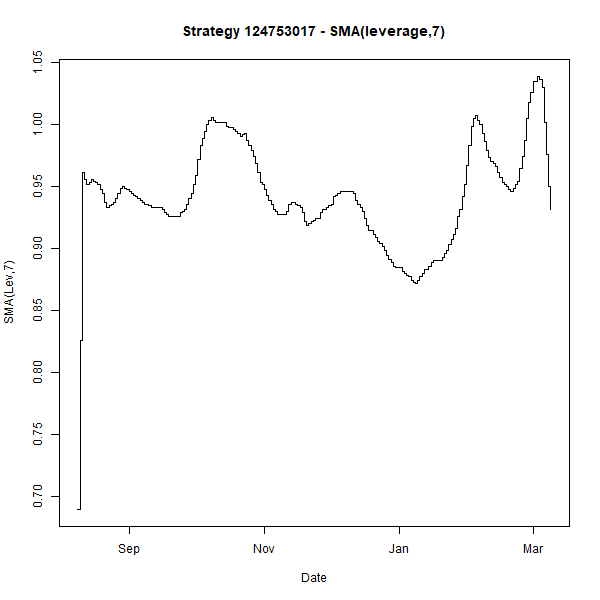 Strategy 124753017 - SMA(leverage,7)
SMA(Lev,7)
1.05
1.00
0.95
0.90
0.85
0.80
0.75
0.70
Sep Nov Jan Mar
Date